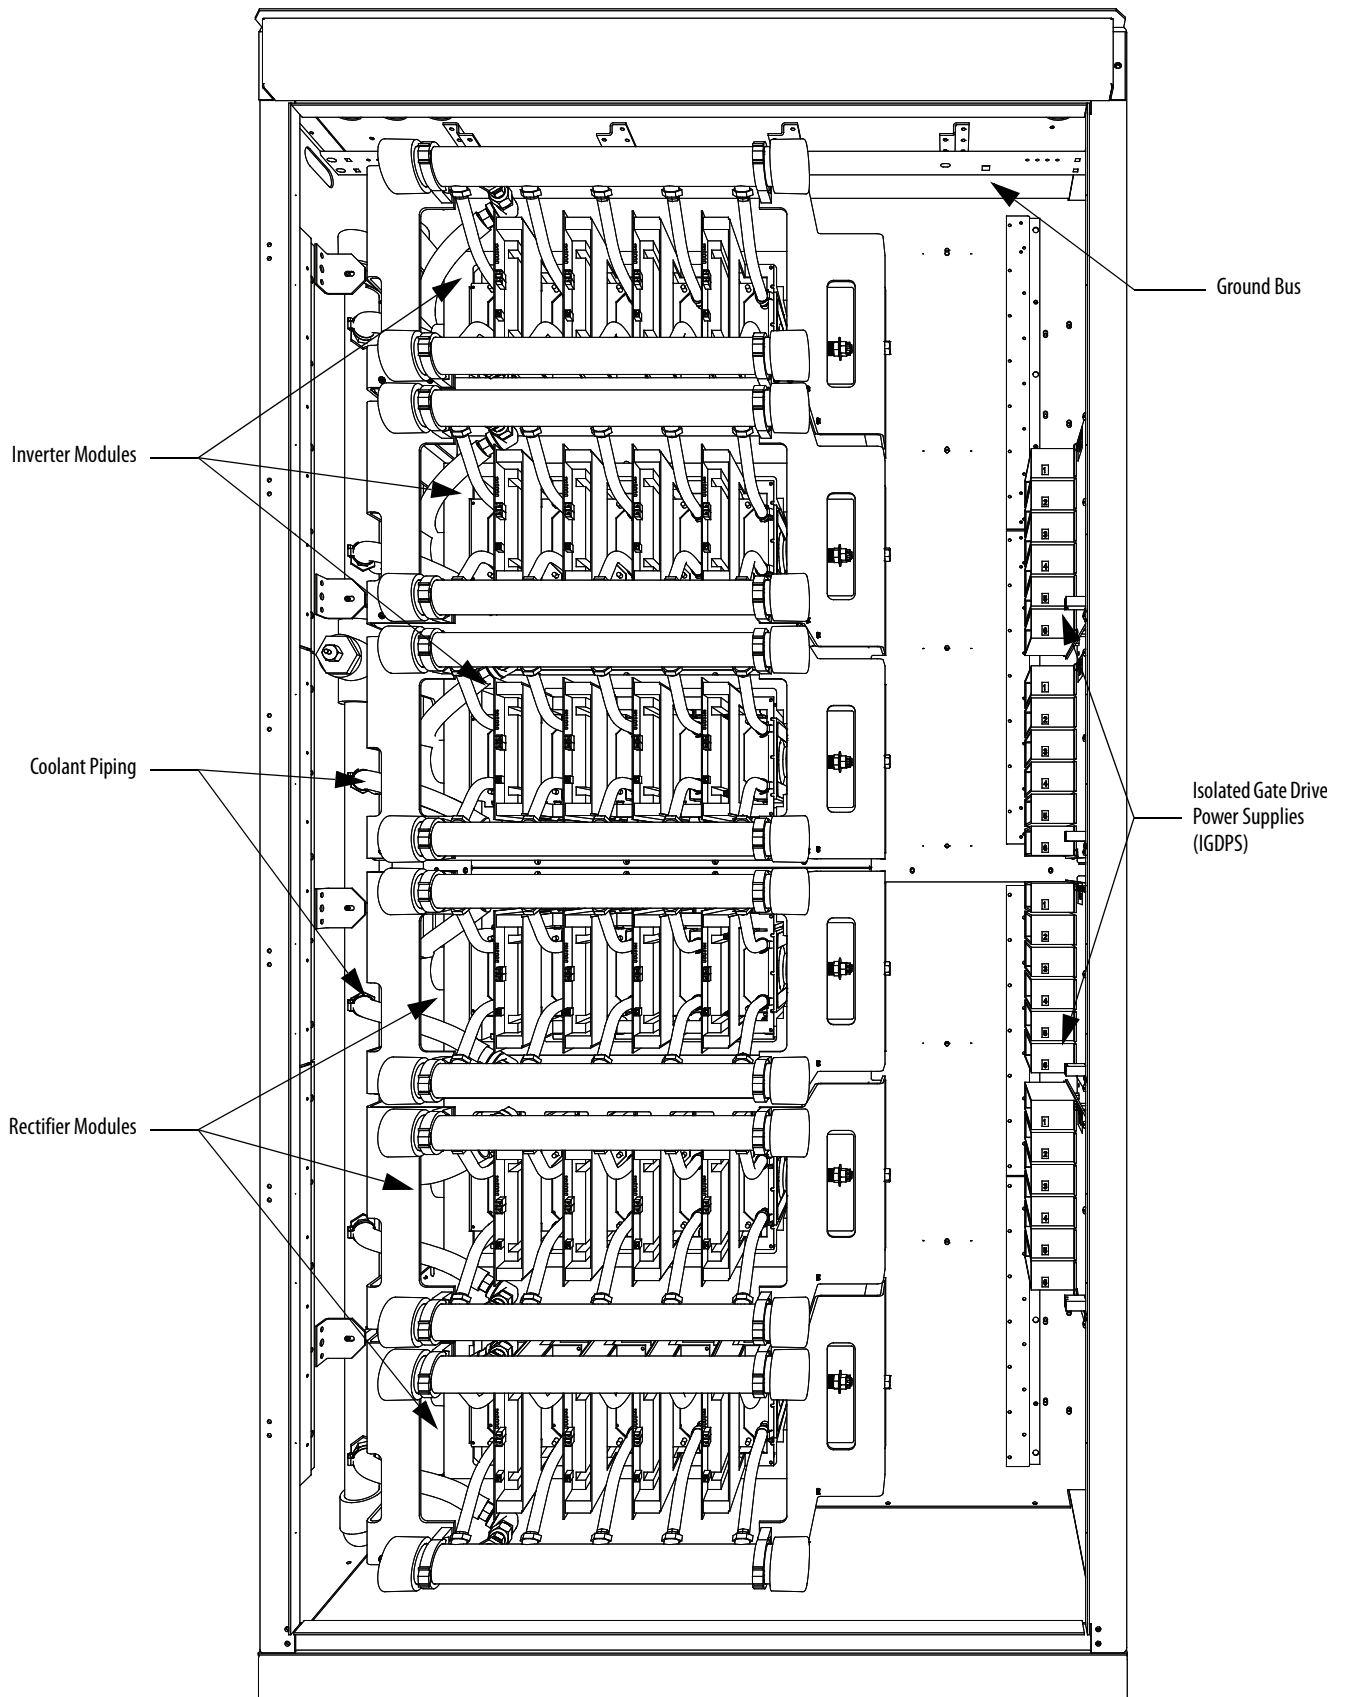 Ground Bus
Inverter Modules
Coolant Piping
Isolated Gate Drive
Power Supplies
(IGDPS)
Rectifier Modules